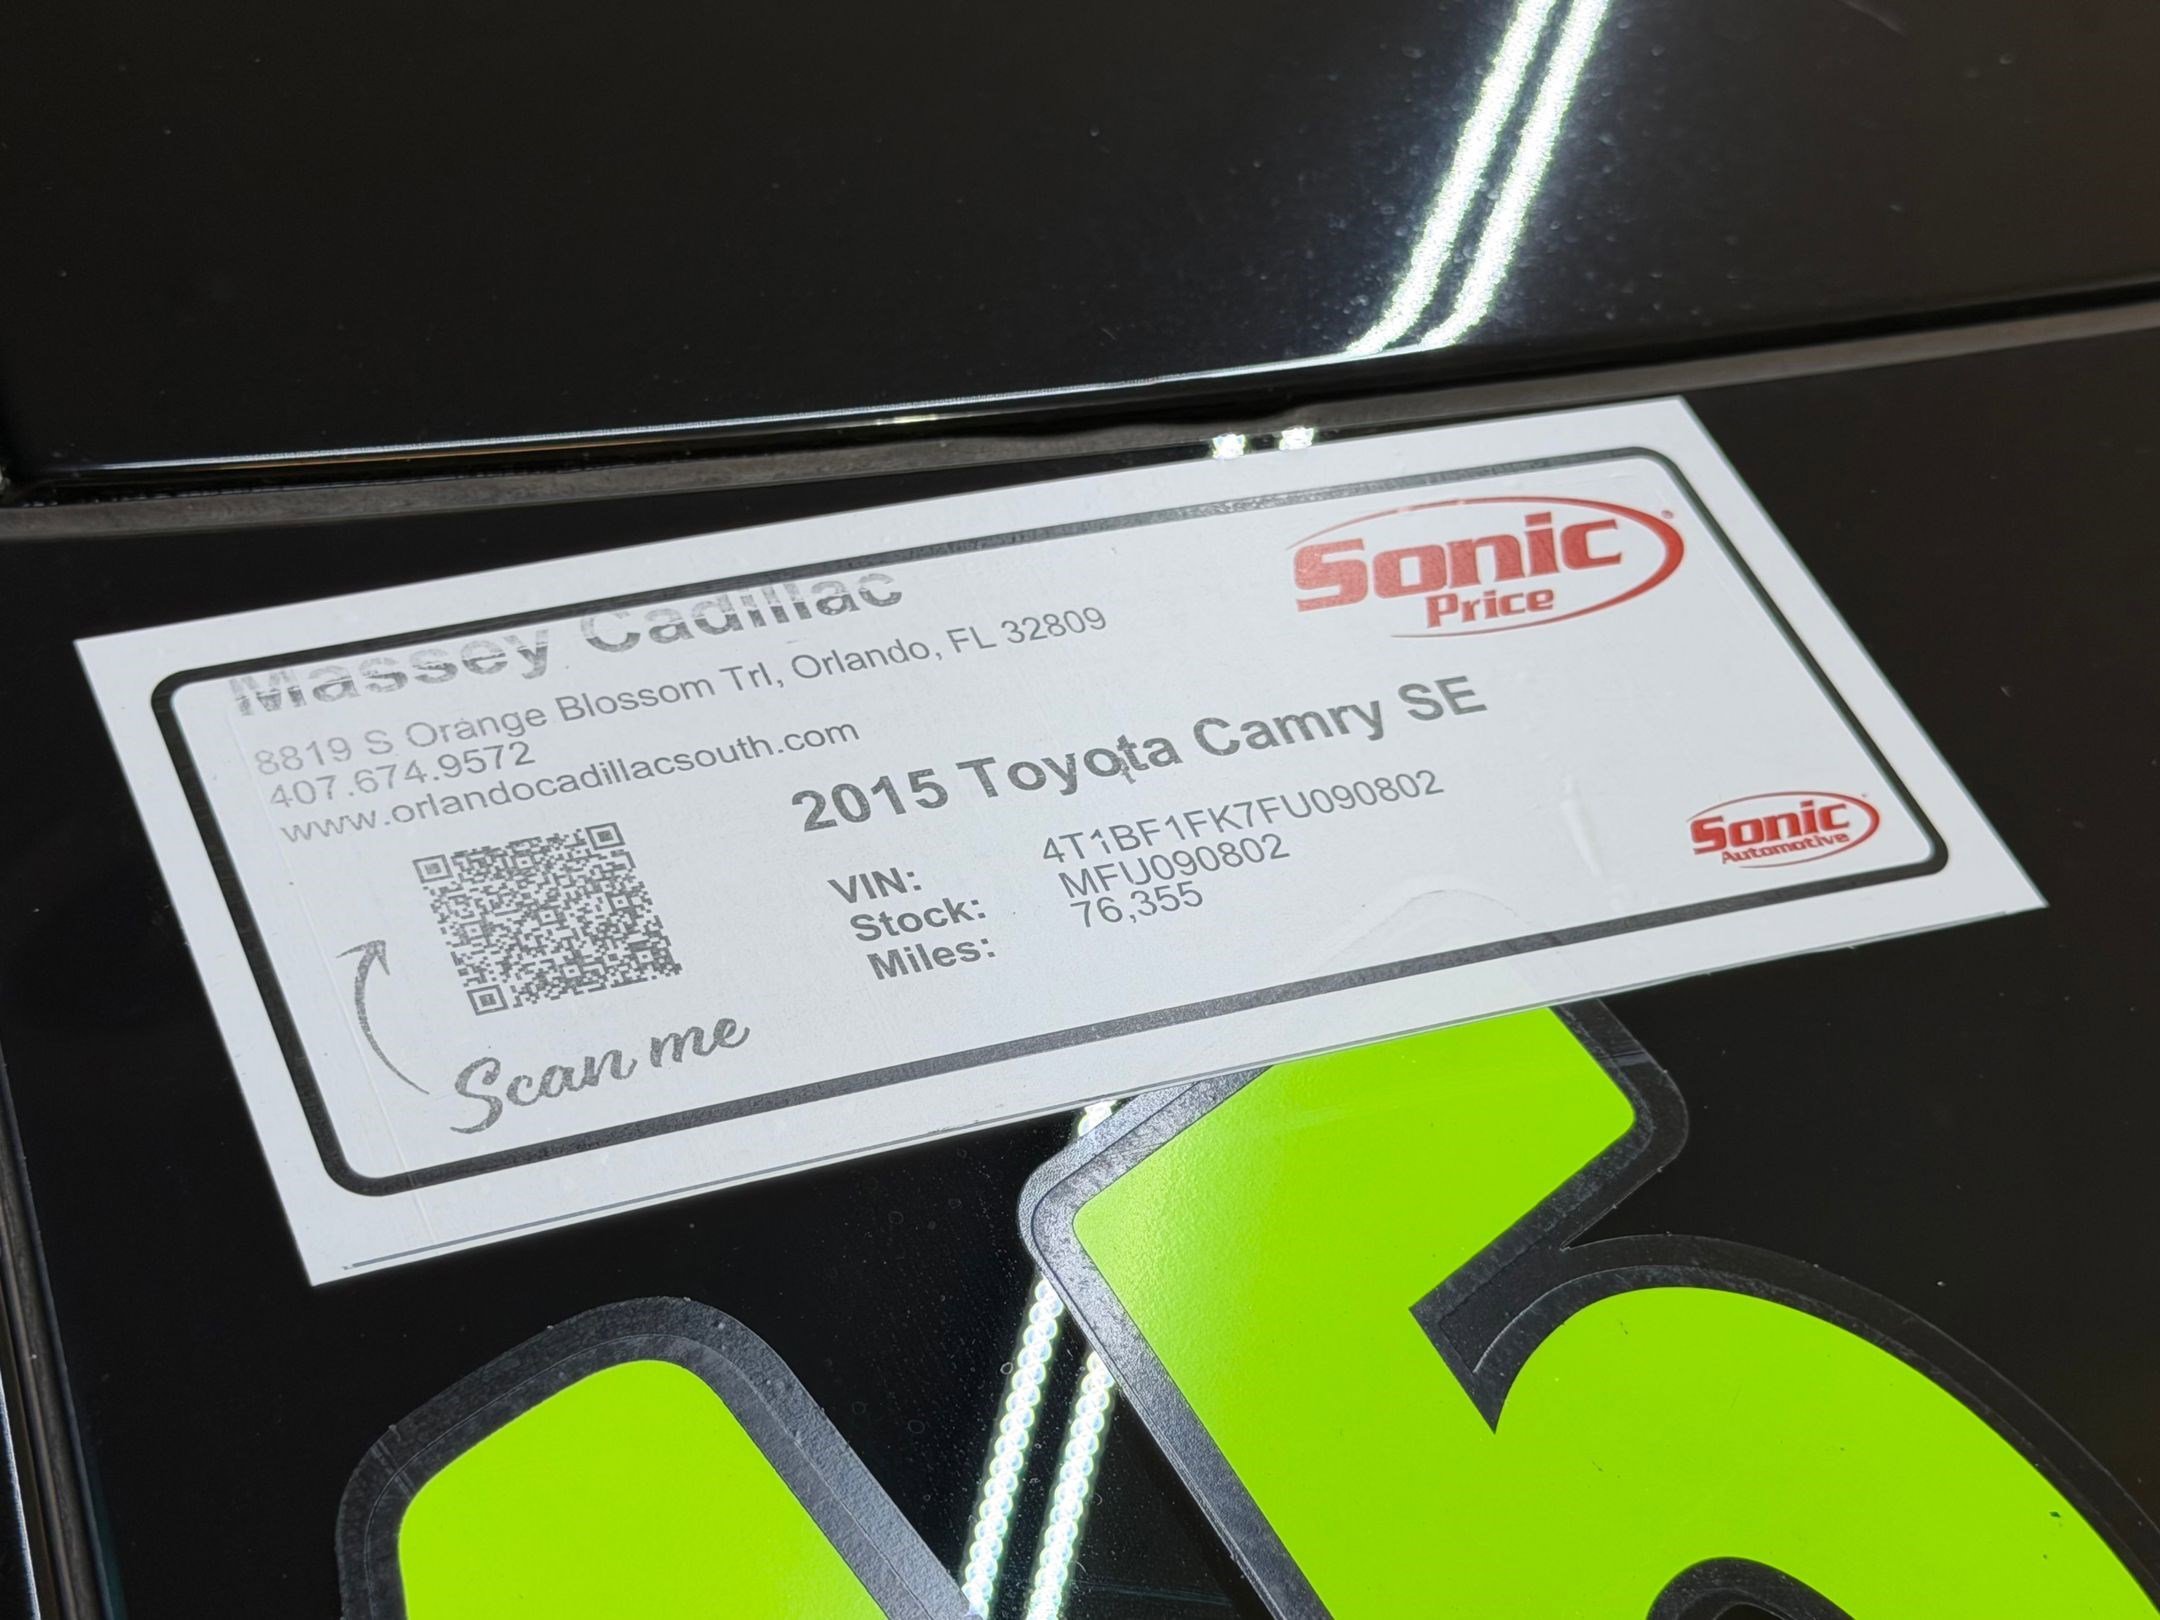 Massey Cadillac
8819 S Orange Blossom Trl, Orlando, FL 32809
407.674.9572
www.orlandocadillacsouth.com
Sonic
Price
2015 Toyota Camry SE
VIN: 4T1BF1FK7FU090802
Stock: MFU090802
Miles: 76,355
Sonic
Automotive
Scan me
15